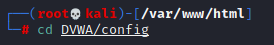 ┌──(root💀kali)-[/var/www/html]
└─# cd DVWA/config